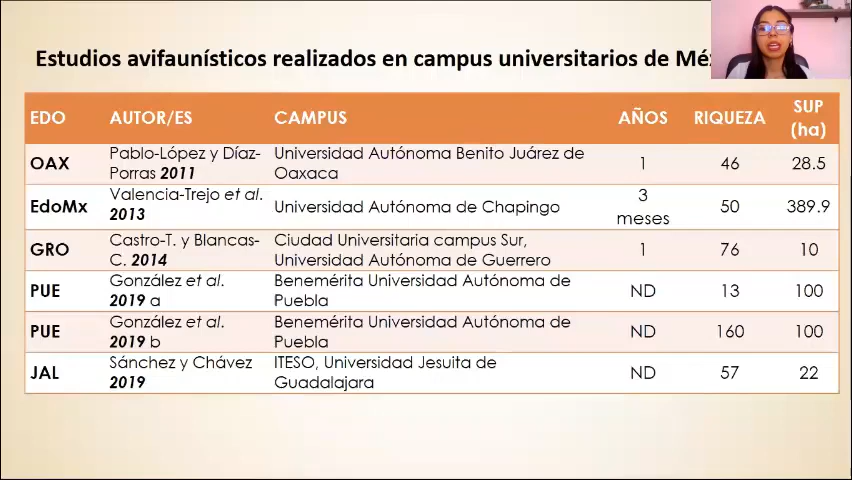 Estudios avifaunísticos realizados en campus universitarios de
EDO AUTOR/ES CAMPUS AÑOS RIQUEZA SUP (ha)
OAX Pablo-López y Díaz- Universidad Autónoma Benito Juárez de 1 46 28.5
Porras 2011 Oaxaca
EdoMx Valencia-Trejo et al. Universidad Autónoma de Chapingo 3 50 389.9
2013 meses
GRO Castro-T. y Blancas- Ciudad Universitaria campus Sur, 1 76 10
C. 2014 Universidad Autónoma de Guerrero
PUE González et al. Benemérita Universidad Autónoma de ND 13 100
2019 a Puebla
PUE González et al. Benemérita Universidad Autónoma de ND 160 100
2019 b Puebla
JAL Sánchez y Chávez ITESO, Universidad Jesuita de ND 57 22
2019 Guadalajara